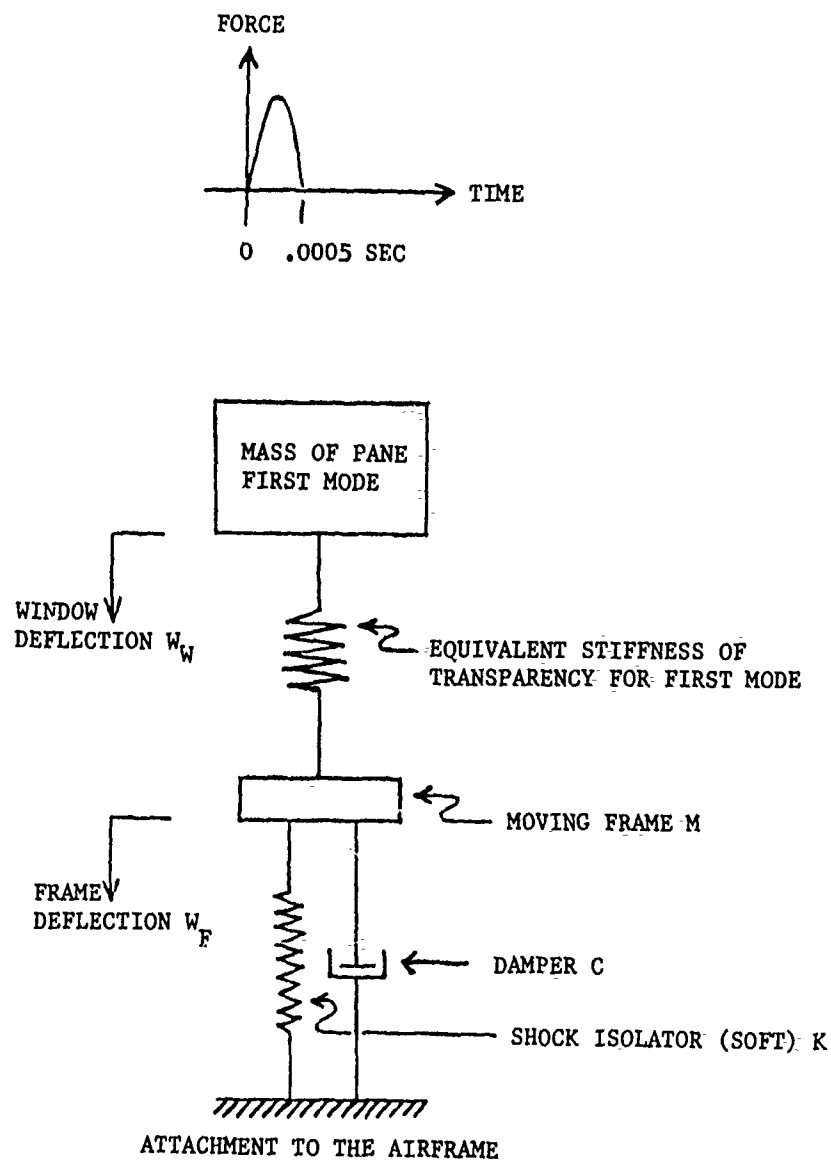 FORCE
TIME
0 .0005 SEC
MASS OF PANE
FIRST MODE
WINDOW
DEFLECTION W_W
EQUIVALENT STIFFNESS OF
TRANSPARENCY FOR FIRST MODE
MOVING FRAME M
FRAME
DEFLECTION W_F
DAMPER C
SHOCK ISOLATOR (SOFT) K
ATTACHMENT TO THE AIRFRAME